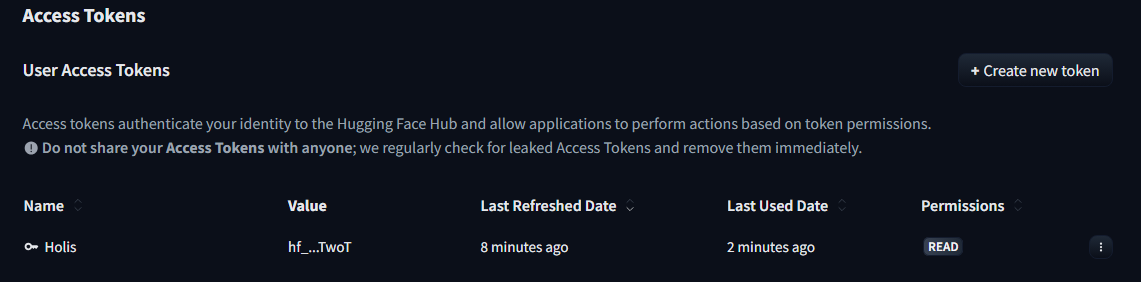 Access Tokens
User Access Tokens
+ Create new token
Access tokens authenticate your identity to the Hugging Face Hub and allow applications to perform actions based on token permissions.
Do not share your Access Tokens with anyone; we regularly check for leaked Access Tokens and remove them immediately.
Name Value Last Refreshed Date Last Used Date Permissions
Holis hf_...TwoT 8 minutes ago 2 minutes ago READ